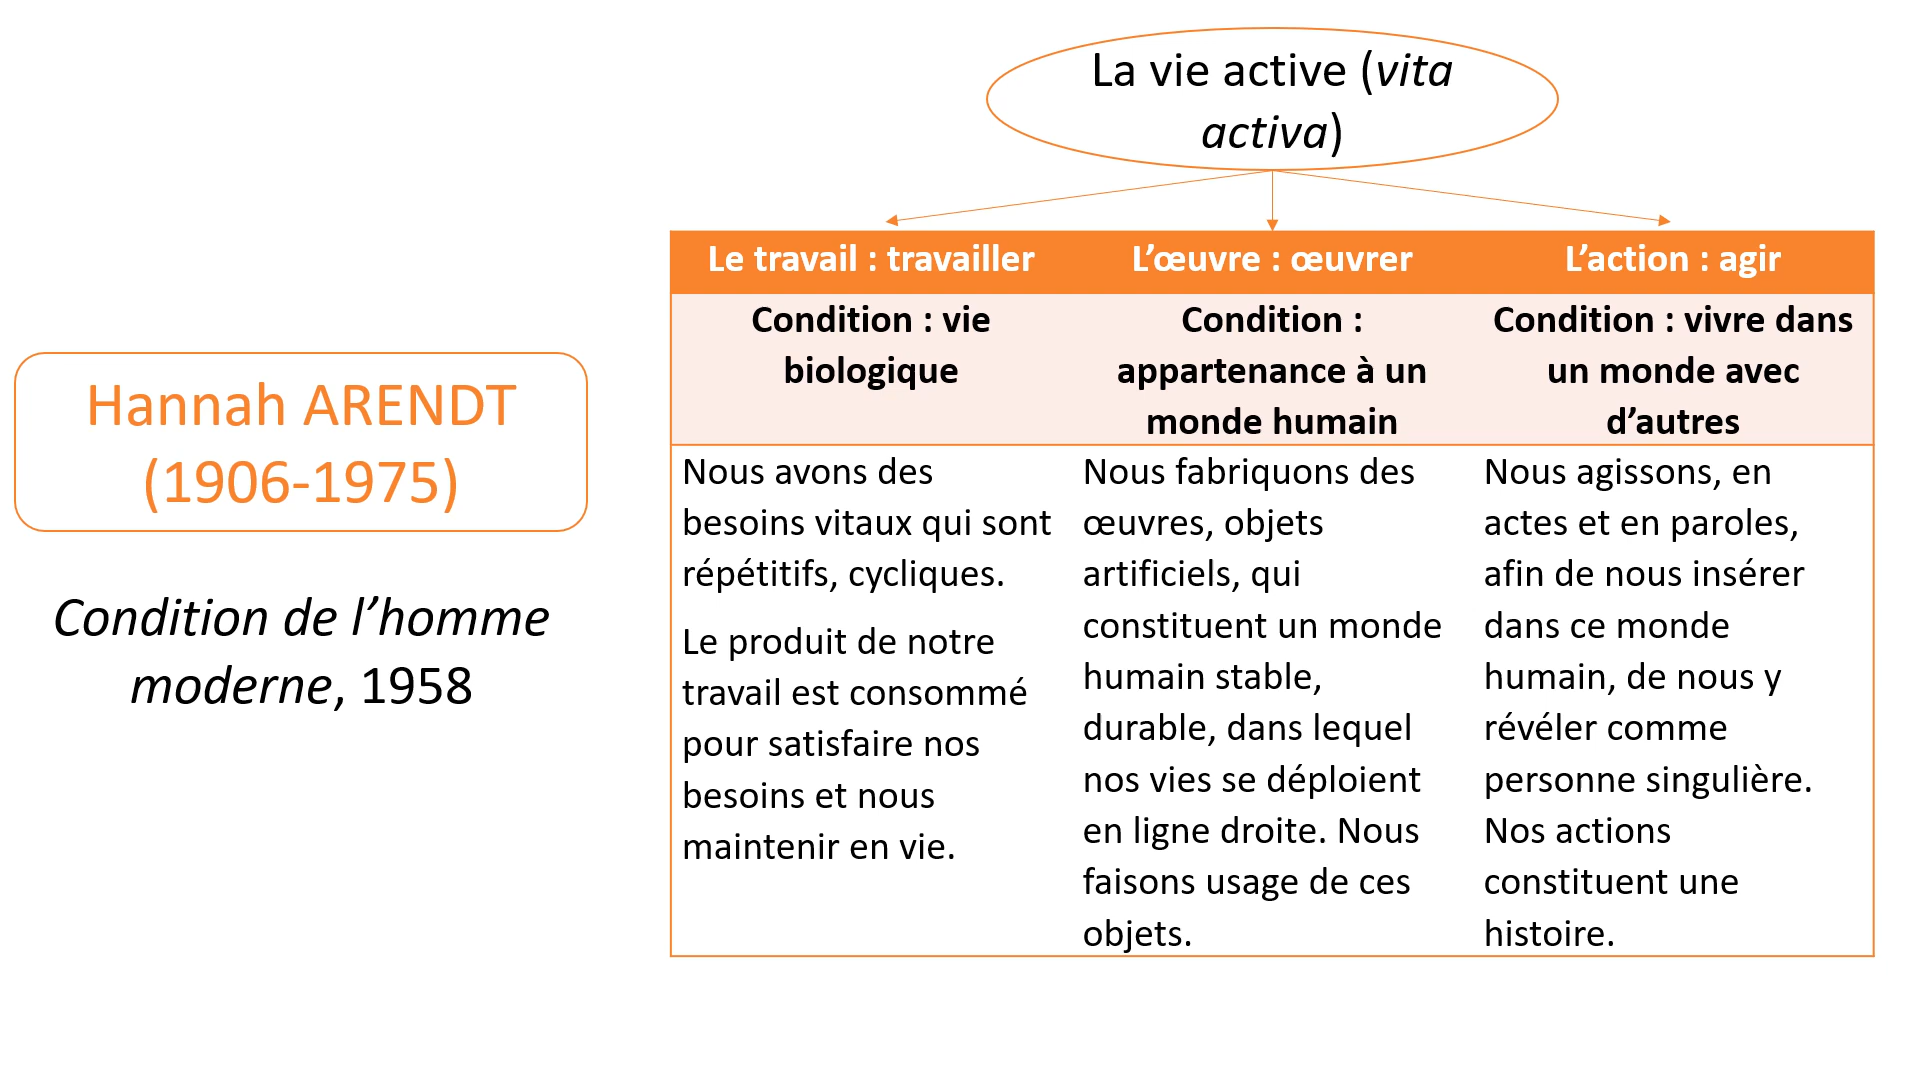 La vie active (vita
activa)
Hannah ARENDT
(1906-1975)
Condition de l’homme
moderne, 1958
Le travail : travailler
L’œuvre : œuvrer
L’action : agir
Condition : vie
biologique
Condition :
appartenance à un
monde humain
Condition : vivre dans
un monde avec
d’autres
Nous avons des
besoins vitaux qui sont
répétitifs, cycliques.
Le produit de notre
travail est consommé
pour satisfaire nos
besoins et nous
maintenir en vie.
Nous fabriquons des
œuvres, objets
artificiels, qui
constituent un monde
humain stable,
durable, dans lequel
nos vies se déploient
en ligne droite. Nous
faisons usage de ces
objets.
Nous agissons, en
actes et en paroles,
afin de nous insérer
dans ce monde
humain, de nous y
révéler comme
personne singulière.
Nos actions
constituent une
histoire.